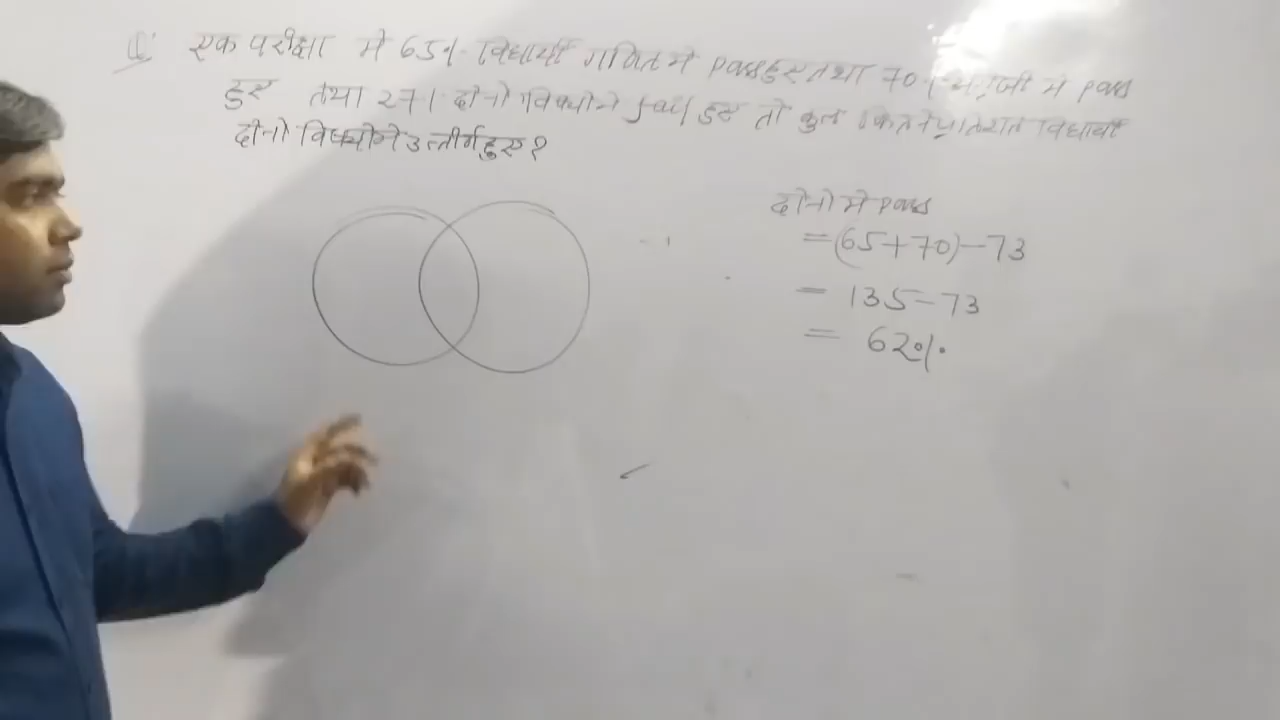 Q. एक परीक्षा में 65% विद्यार्थी गणित में pass हुए तथा 70% अंग्रेजी में pass
हुए तथा 27% दोनो विषयो में fail हुए तो कुल कितने प्रतिशत विद्यार्थी
दोनो विषयो में उत्तीर्ण हुए ?
दोनो में pass
= (65+70)-73
= 135-73
= 62%